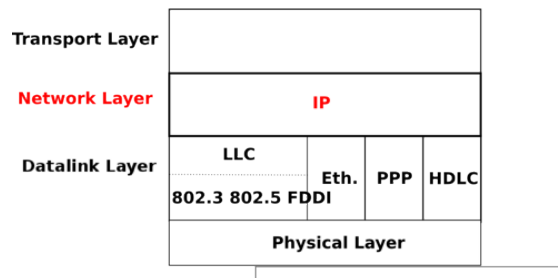 Transport Layer
Network Layer IP
Datalink Layer LLC
Eth. PPP HDLC
802.3 802.5 FDDI
Physical Layer